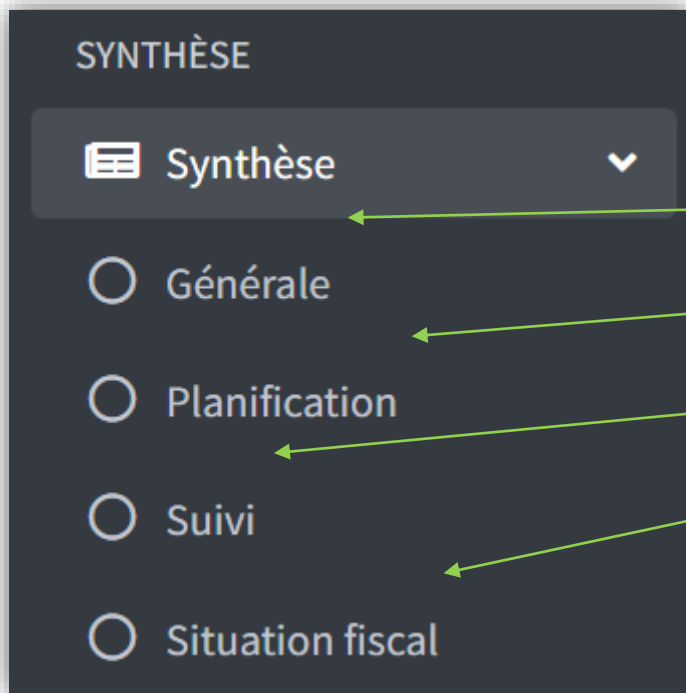 SYNTHÈSE
Synthèse
Générale
Planification
Suivi
Situation fiscal